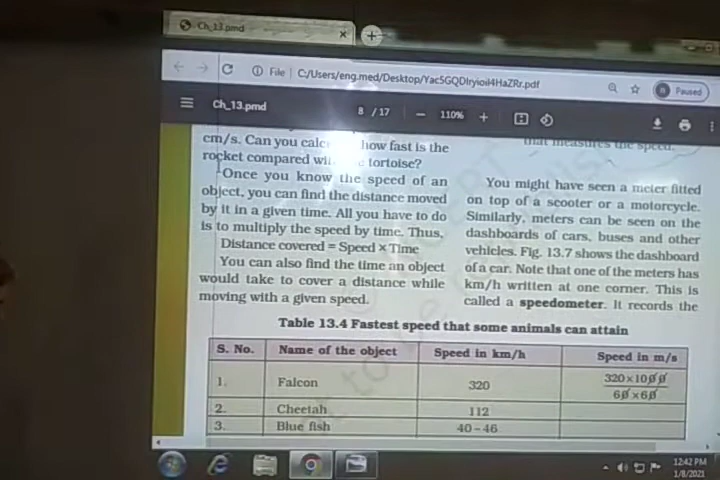 Ch_13.pmd
File | C:/Users/eng.med/Desktop/Yac5GQDIryioil4HaZRr.pdf
Paused
Ch_13.pmd
8 / 17
110%
cm/s. Can you calc how fast is the
rocket compared wi tortoise?
Once you know the speed of an
object, you can find the distance moved
by it in a given time. All you have to do
is to multiply the speed by time. Thus,
Distance covered = Speed × Time
You can also find the time an object
would take to cover a distance while
moving with a given speed.
that measures the speed.
You might have seen a meter fitted
on top of a scooter or a motorcycle.
Similarly, meters can be seen on the
dashboards of cars, buses and other
vehicles. Fig. 13.7 shows the dashboard
of a car. Note that one of the meters has
km/h written at one corner. This is
called a speedometer. It records the
Table 13.4 Fastest speed that some animals can attain
S. No. Name of the object Speed in km/h Speed in m/s
1. Falcon 320 320×1000
60×60
2. Cheetah 112
3. Blue fish 40 – 46
12:42 PM
1/8/2021